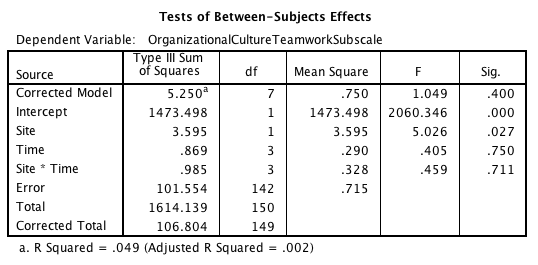 Tests of Between-Subjects Effects
Dependent Variable: OrganizationalCultureTeamworkSubscale
Source Type III Sum of Squares df Mean Square F Sig.
Corrected Model 5.250a 7 .750 1.049 .400
Intercept 1473.498 1 1473.498 2060.346 .000
Site 3.595 1 3.595 5.026 .027
Time .869 3 .290 .405 .750
Site * Time .985 3 .328 .459 .711
Error 101.554 142 .715
Total 1614.139 150
Corrected Total 106.804 149
a. R Squared = .049 (Adjusted R Squared = .002)